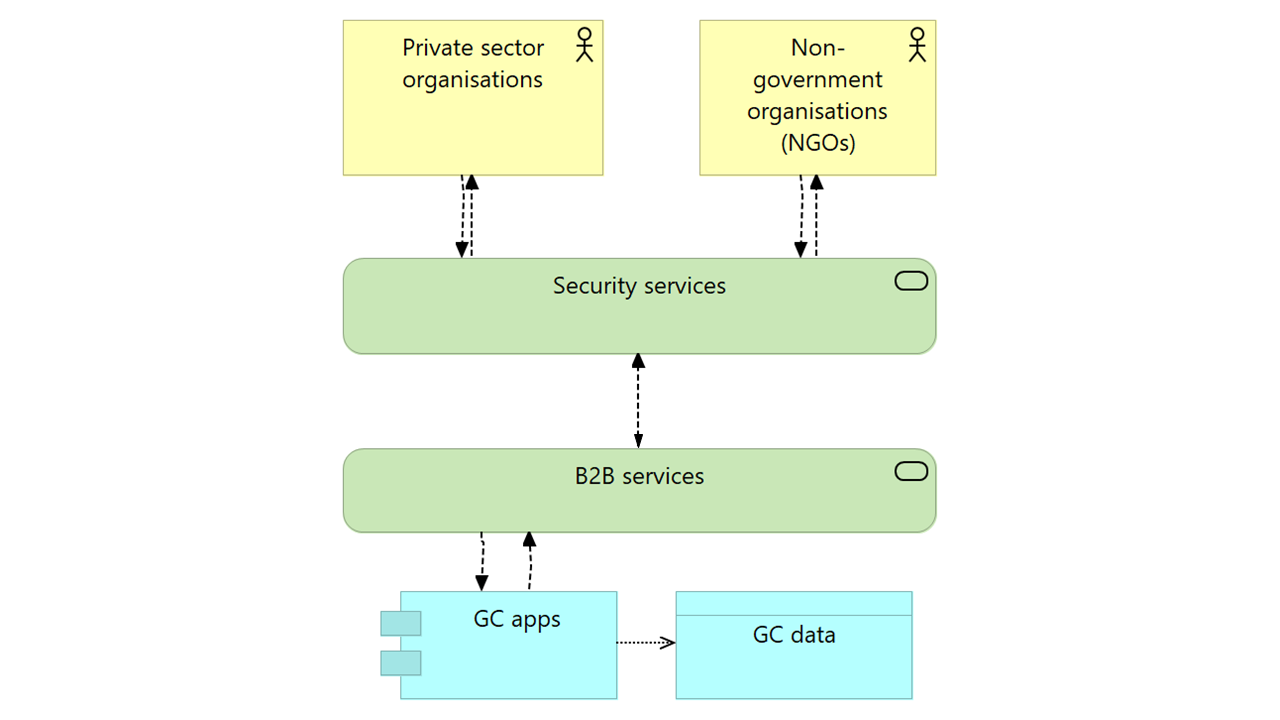 Private sector
organisations
Non-
government
organisations
(NGOs)
Security services
B2B services
GC apps
GC data